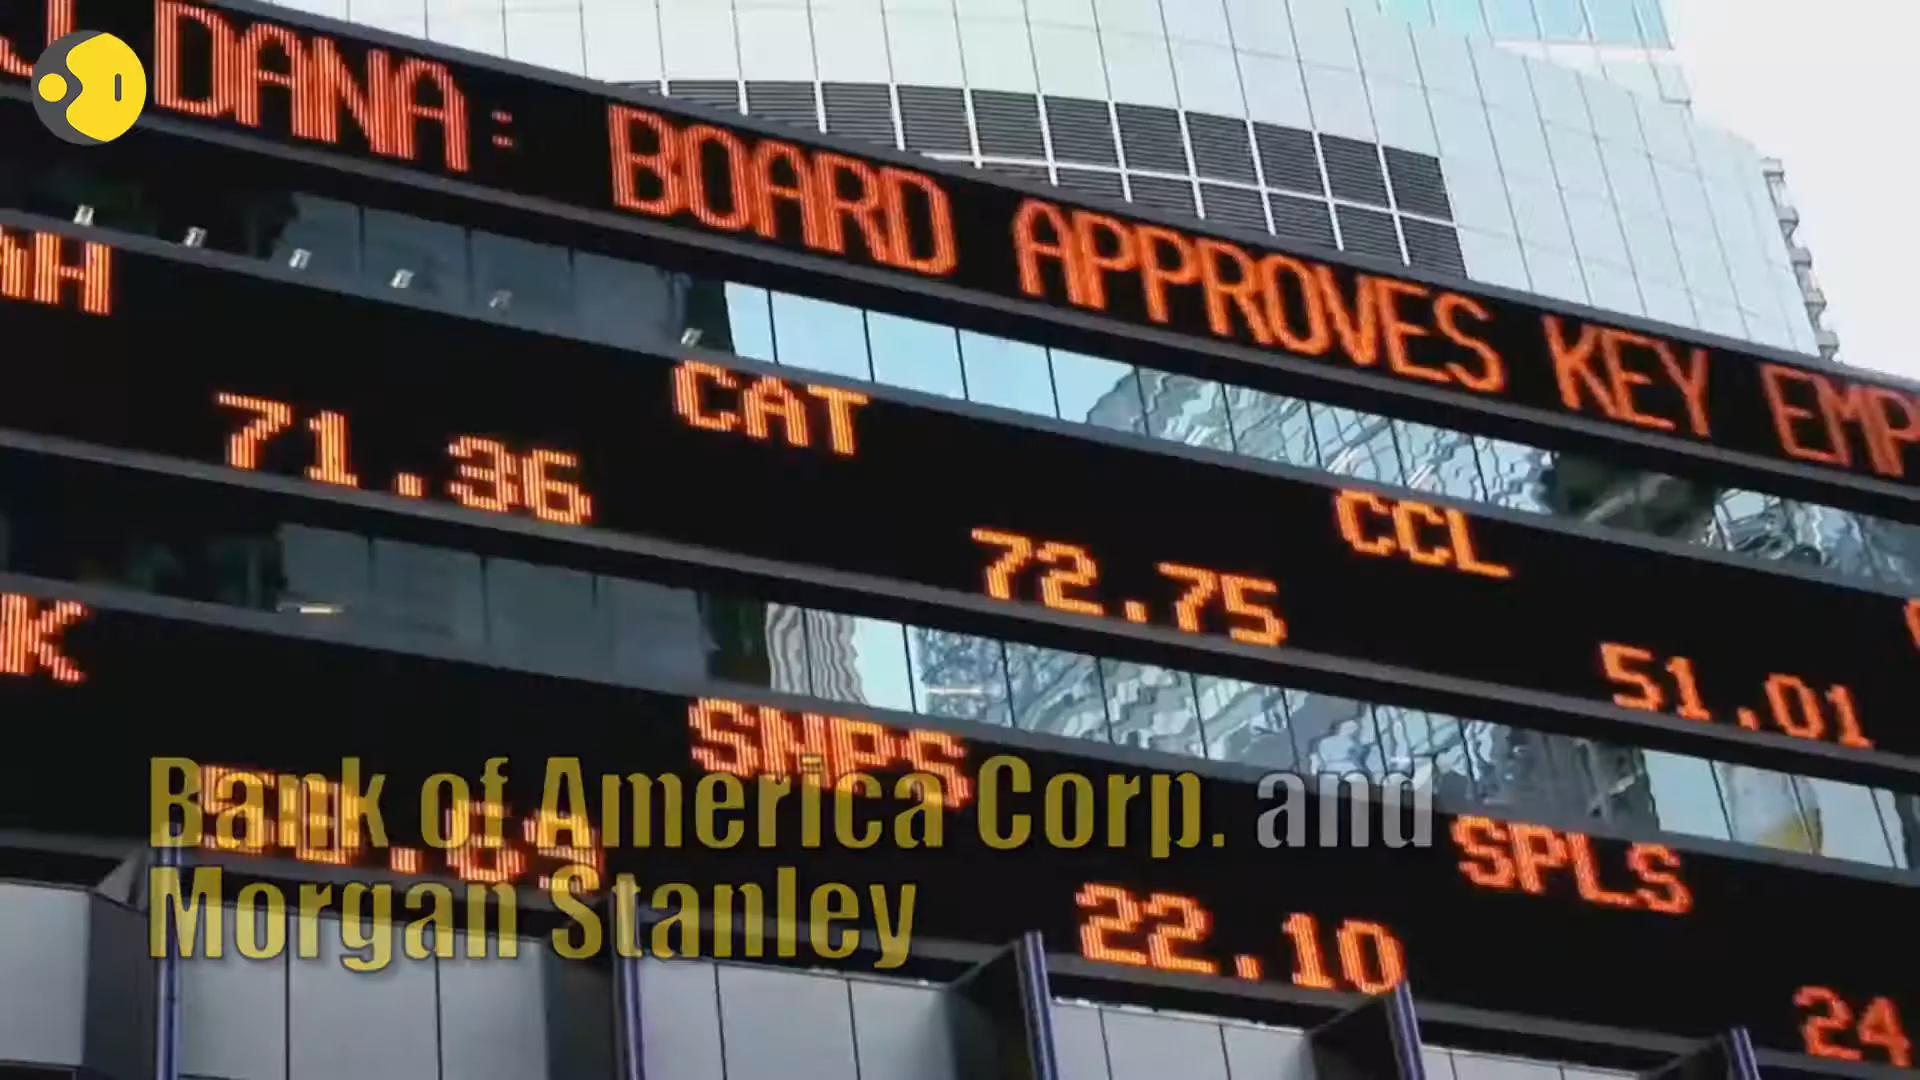 DANA: BOARD APPROVES KEY EMP
71.36
CAT
72.75
CCL
51.01
K
SNPS
22.10
SPLS
24
Bank of America Corp. and
Morgan Stanley